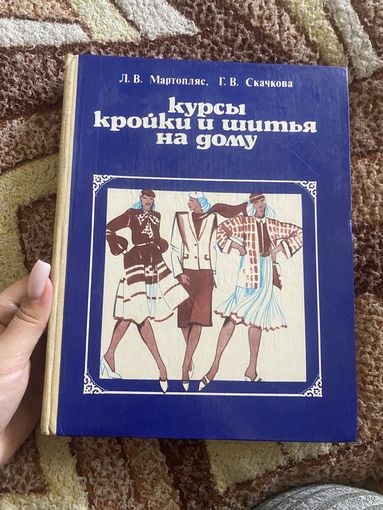 Л. В. Мартопляс, Г. В. Скачкова
курсы
кройки и шитья
на дому